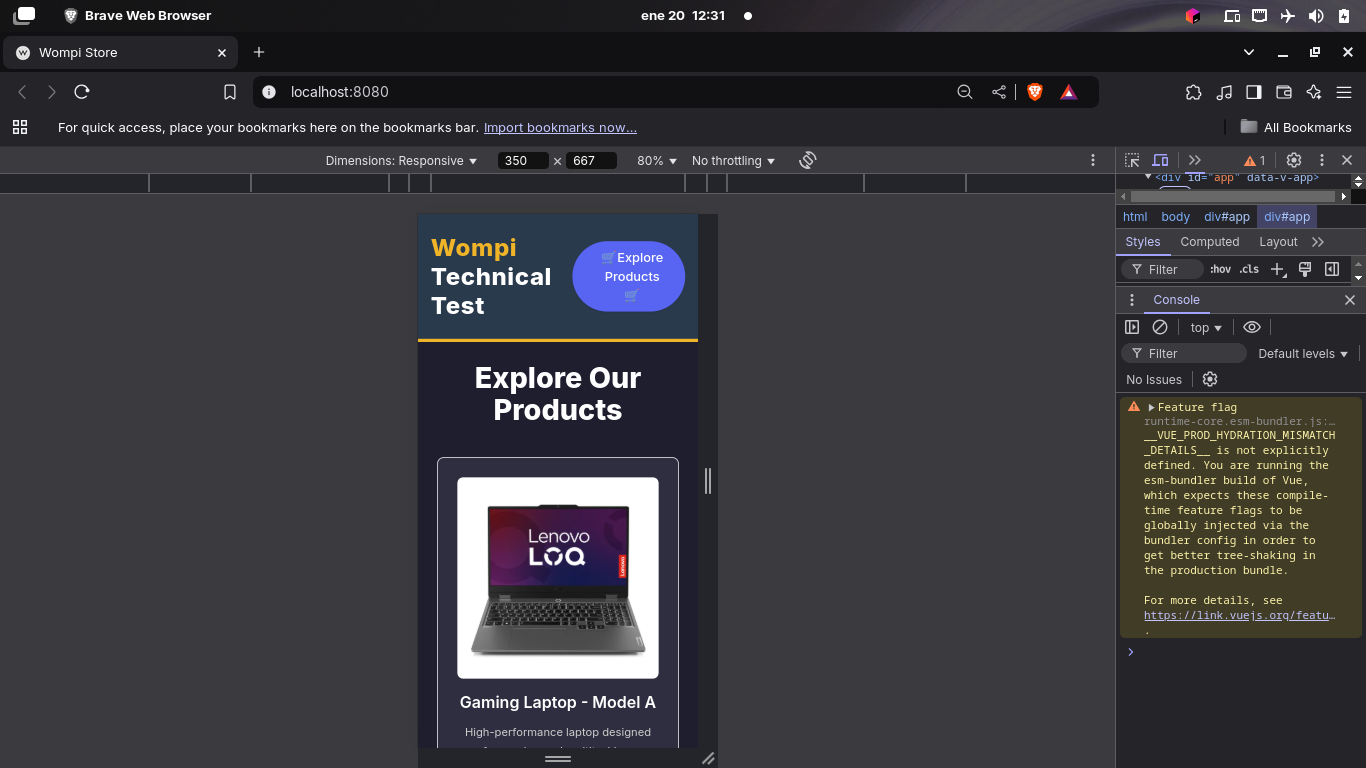 Brave Web Browser
ene 20 12:31
Wompi Store
localhost:8080
For quick access, place your bookmarks here on the bookmarks bar. Import bookmarks now...
All Bookmarks
Dimensions: Responsive 350 × 667 80% No throttling
1
<div id="app" data-v-app>
html body div#app div#app
Styles Computed Layout
Filter :hov .cls
Console
top
Filter Default levels
No Issues
Feature flag
runtime-core.esm-bundler.js:…
__VUE_PROD_HYDRATION_MISMATCH
_DETAILS__ is not explicitly
defined. You are running the
esm-bundler build of Vue,
which expects these compile-
time feature flags to be
globally injected via the
bundler config in order to
get better tree-shaking in
the production bundle.
For more details, see
https://link.vuejs.org/featu…
.
Wompi
Technical
Test
🛒Explore
Products
🛒
Explore Our
Products
Lenovo
LOQ
Lenovo
Gaming Laptop - Model A
High-performance laptop designed